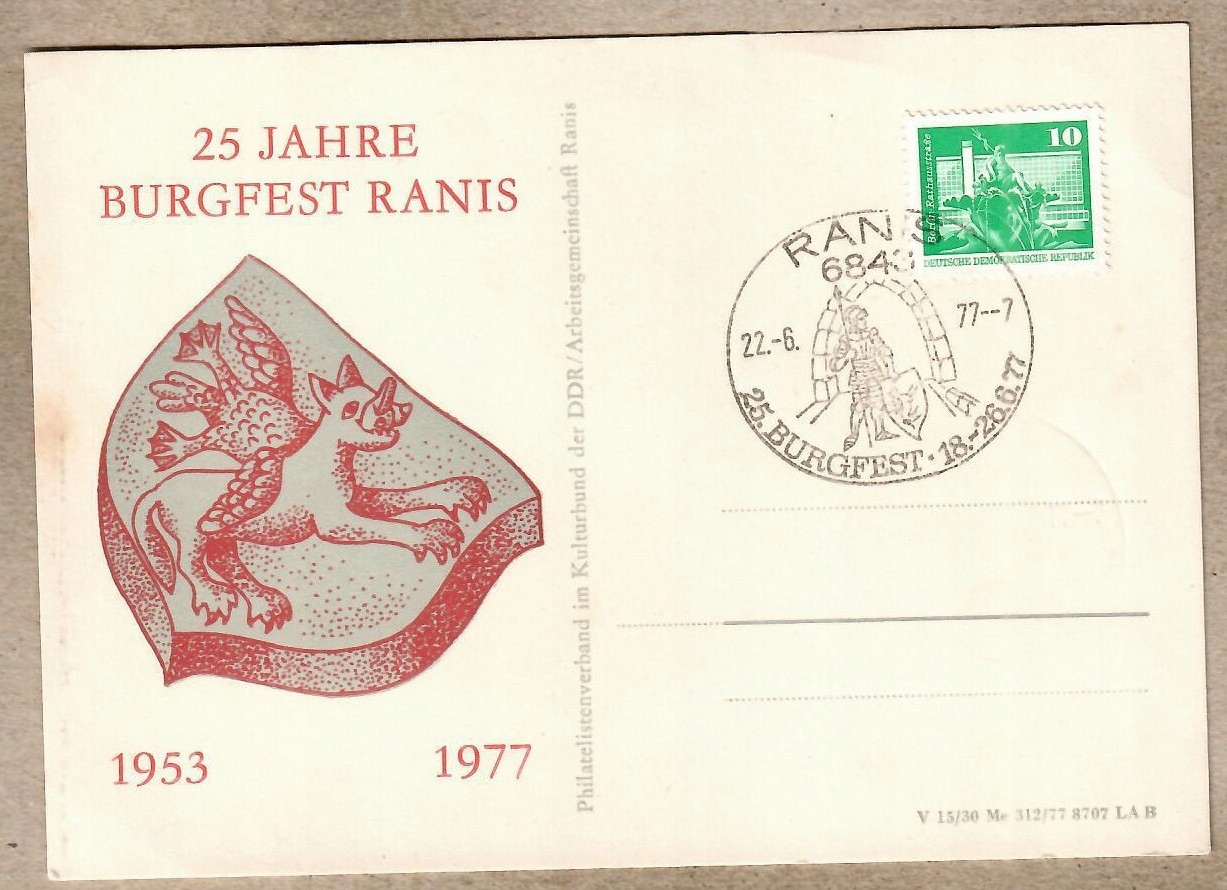 25 JAHRE
BURGFEST RANIS
1953 1977
Philatelistenverband im Kulturbund der DDR/Arbeitsgemeinschaft Ranis
10
Berlin, Rathausstraße
DEUTSCHE DEMOKRATISCHE REPUBLIK
RANIS
6843
22.-6. 77--7
25. BURGFEST · 18.-26.6.77
V 15/30 Me 312/77 8707 LA B